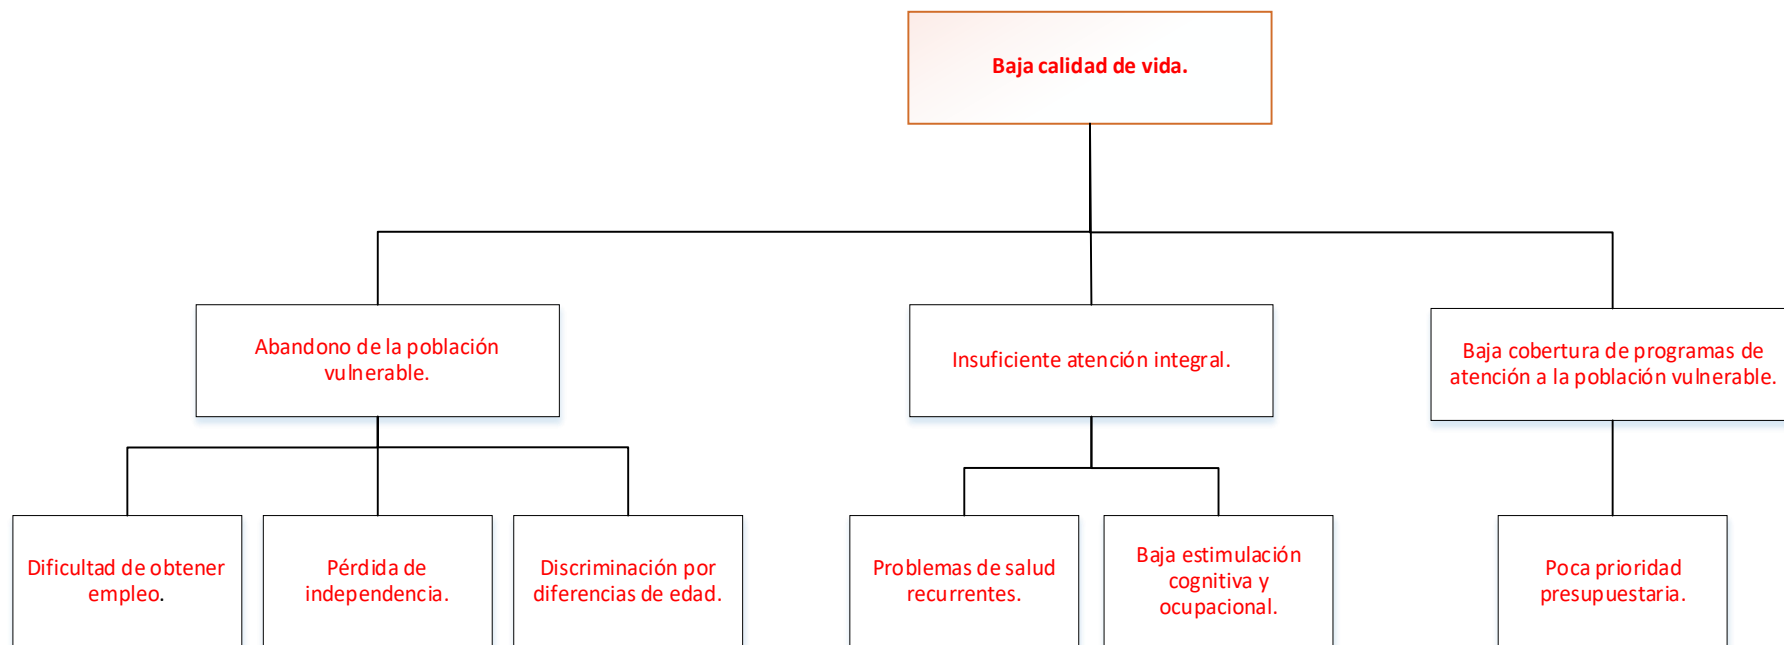 Baja calidad de vida.
Abandono de la población
vulnerable.
Insuficiente atención integral.
Baja cobertura de programas de
atención a la población vulnerable.
Dificultad de obtener
empleo.
Pérdida de
independencia.
Discriminación por
diferencias de edad.
Problemas de salud
recurrentes.
Baja estimulación
cognitiva y
ocupacional.
Poca prioridad
presupuestaria.